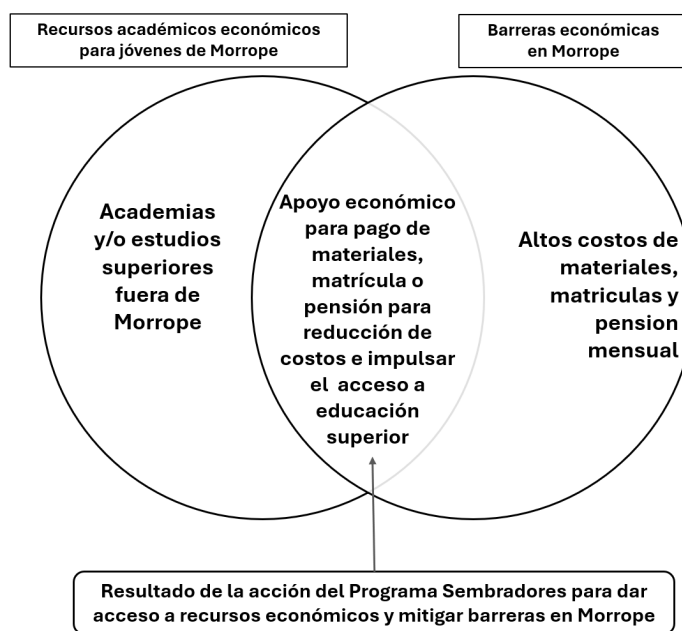 Recursos académicos económicos
para jóvenes de Morrope
Barreras económicas
en Morrope
Academias
y/o estudios
superiores
fuera de
Morrope
Apoyo económico
para pago de
materiales,
matrícula o
pensión para
reducción de
costos e impulsar
el acceso a
educación
superior
Altos costos de
materiales,
matriculas y
pension
mensual
Resultado de la acción del Programa Sembradores para dar
acceso a recursos económicos y mitigar barreras en Morrope